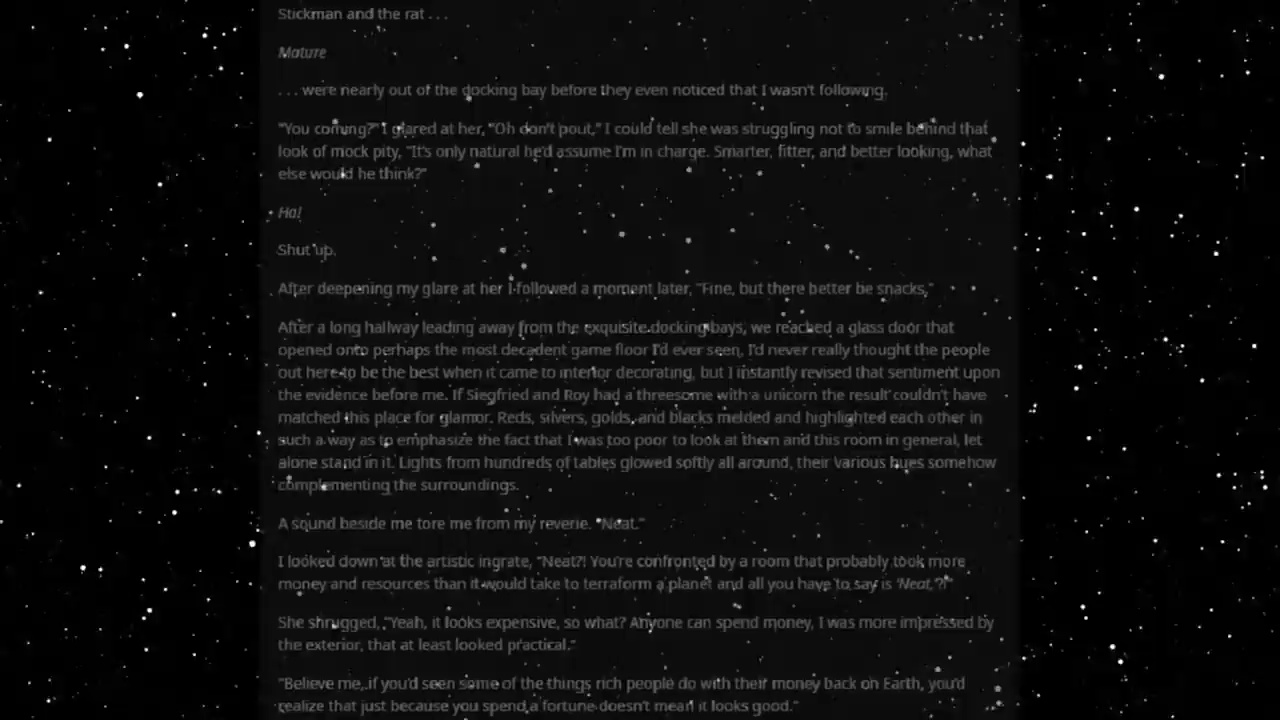 Stickman and the rat . . .
Mature
. . . were nearly out of the docking bay before they even noticed that I wasn't following.
"You coming?" I glared at her, "Oh don't pout," I could tell she was struggling not to smile behind that
look of mock pity, "It's only natural he'd assume I'm in charge. Smarter, fitter, and better looking, what
else would he think?"
Ha!
Shut up.
After deepening my glare at her I followed a moment later, "Fine, but there better be snacks,"
After a long hallway leading away from the exquisite docking bays, we reached a glass door that
opened onto perhaps the most decadent game floor I'd ever seen, I'd never really thought the people
out here to be the best when it came to interior decorating, but I instantly revised that sentiment upon
the evidence before me. If Siegfried and Roy had a threesome with a unicorn the result couldn't have
matched this place for glamor. Reds, silvers, golds, and blacks melded and highlighted each other in
such a way as to emphasize the fact that I was too poor to look at them and this room in general, let
alone stand in it. Lights from hundreds of tables glowed softly all around, their various hues somehow
complementing the surroundings.
A sound beside me tore me from my reverie. "Neat."
I looked down at the artistic ingrate, "Neat?! You're confronted by a room that probably took more
money and resources than it would take to terraform a planet and all you have to say is 'Neat.'?!"
She shrugged, "Yeah, it looks expensive, so what? Anyone can spend money, I was more impressed by
the exterior, that at least looked practical."
"Believe me, if you'd seen some of the things rich people do with their money back on Earth, you'd
realize that just because you spend a fortune doesn't mean it looks good."